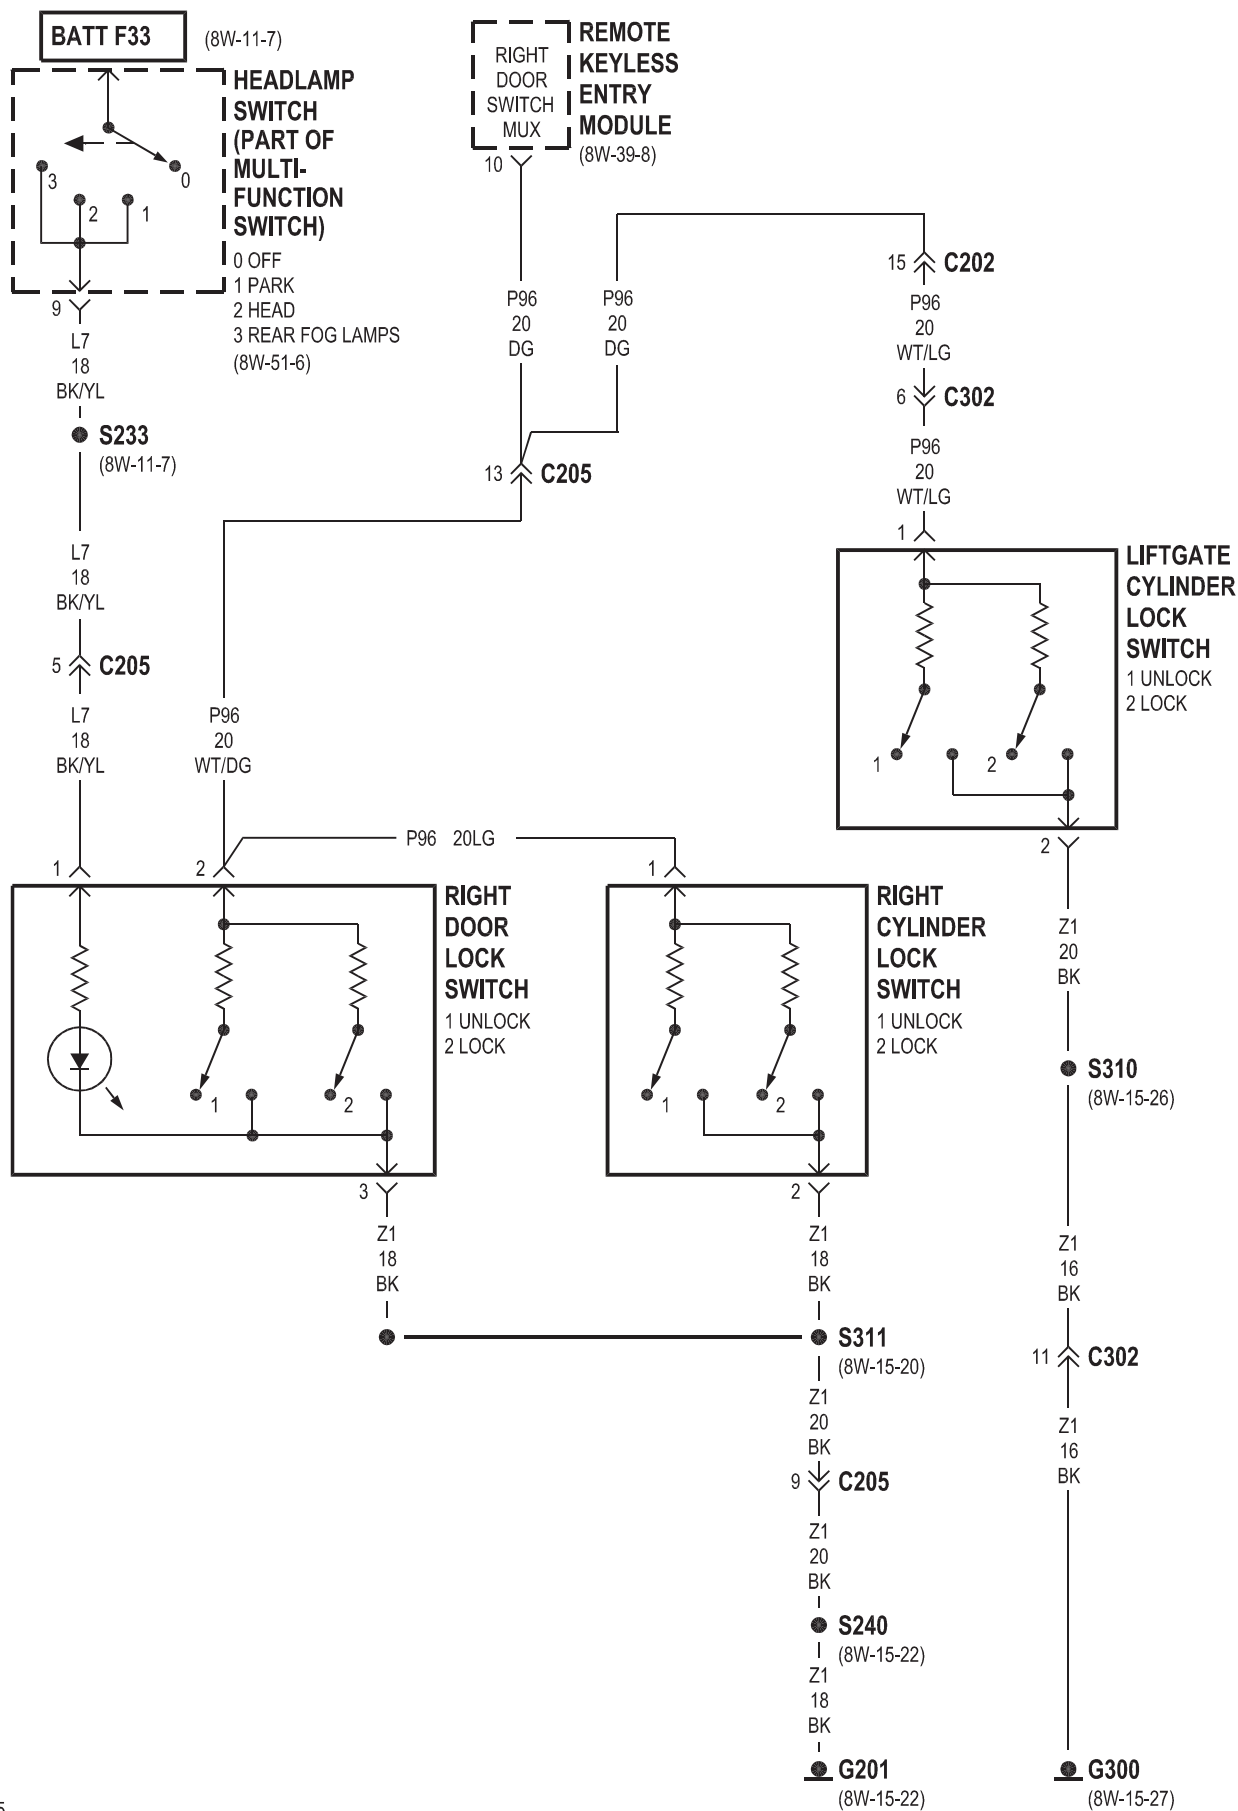 BATT F33
(8W-11-7)
HEADLAMP
SWITCH
(PART OF
MULTI-
FUNCTION
SWITCH)
0 OFF
1 PARK
2 HEAD
3 REAR FOG LAMPS
(8W-51-6)
3
2
1
0
9
L7
18
BK/YL
S233
(8W-11-7)
L7
18
BK/YL
5
C205
L7
18
BK/YL
RIGHT
DOOR
SWITCH
MUX
REMOTE
KEYLESS
ENTRY
MODULE
(8W-39-8)
10
P96
20
DG
P96
20
DG
13
C205
P96
20
WT/DG
15
C202
P96
20
WT/LG
6
C302
P96
20
WT/LG
1
LIFTGATE
CYLINDER
LOCK
SWITCH
1 UNLOCK
2 LOCK
1
2
2
P96 20LG
1
2
RIGHT
DOOR
LOCK
SWITCH
1 UNLOCK
2 LOCK
1
2
3
1
RIGHT
CYLINDER
LOCK
SWITCH
1 UNLOCK
2 LOCK
1
2
2
Z1
20
BK
S310
(8W-15-26)
Z1
16
BK
11
C302
Z1
16
BK
G300
(8W-15-27)
Z1
18
BK
Z1
18
BK
S311
(8W-15-20)
Z1
20
BK
9
C205
Z1
20
BK
S240
(8W-15-22)
Z1
18
BK
G201
(8W-15-22)